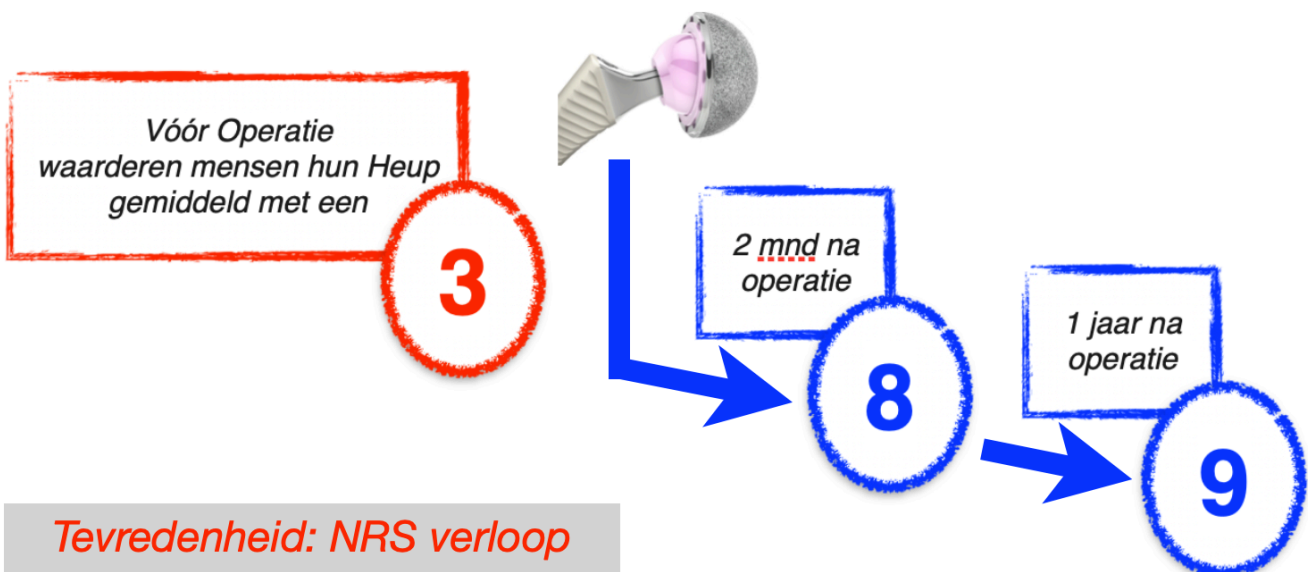 Vóór Operatie
waarderen mensen hun Heup
gemiddeld met een
3
2 mnd na
operatie
8
1 jaar na
operatie
9
Tevredenheid: NRS verloop